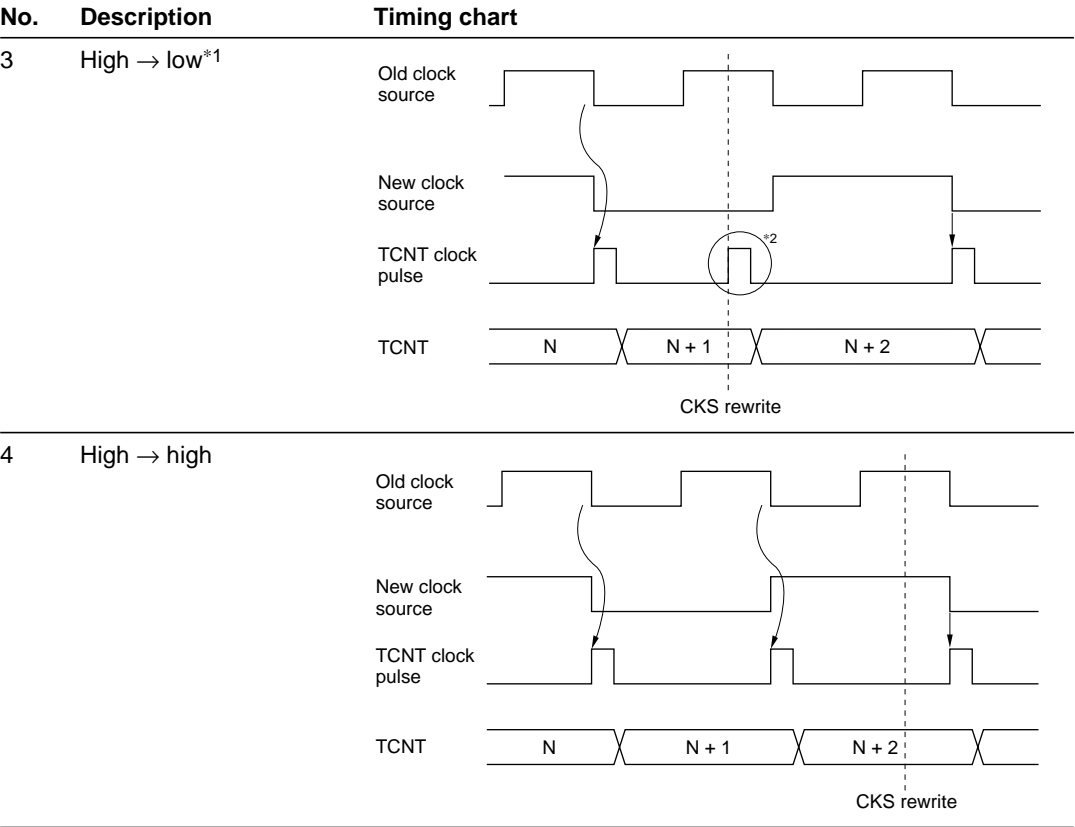 No. Description Timing chart
3 High → low*1
Old clock
source
New clock
source
*2
TCNT clock
pulse
TCNT N N + 1 N + 2
CKS rewrite
4 High → high
Old clock
source
New clock
source
TCNT clock
pulse
TCNT N N + 1 N + 2
CKS rewrite